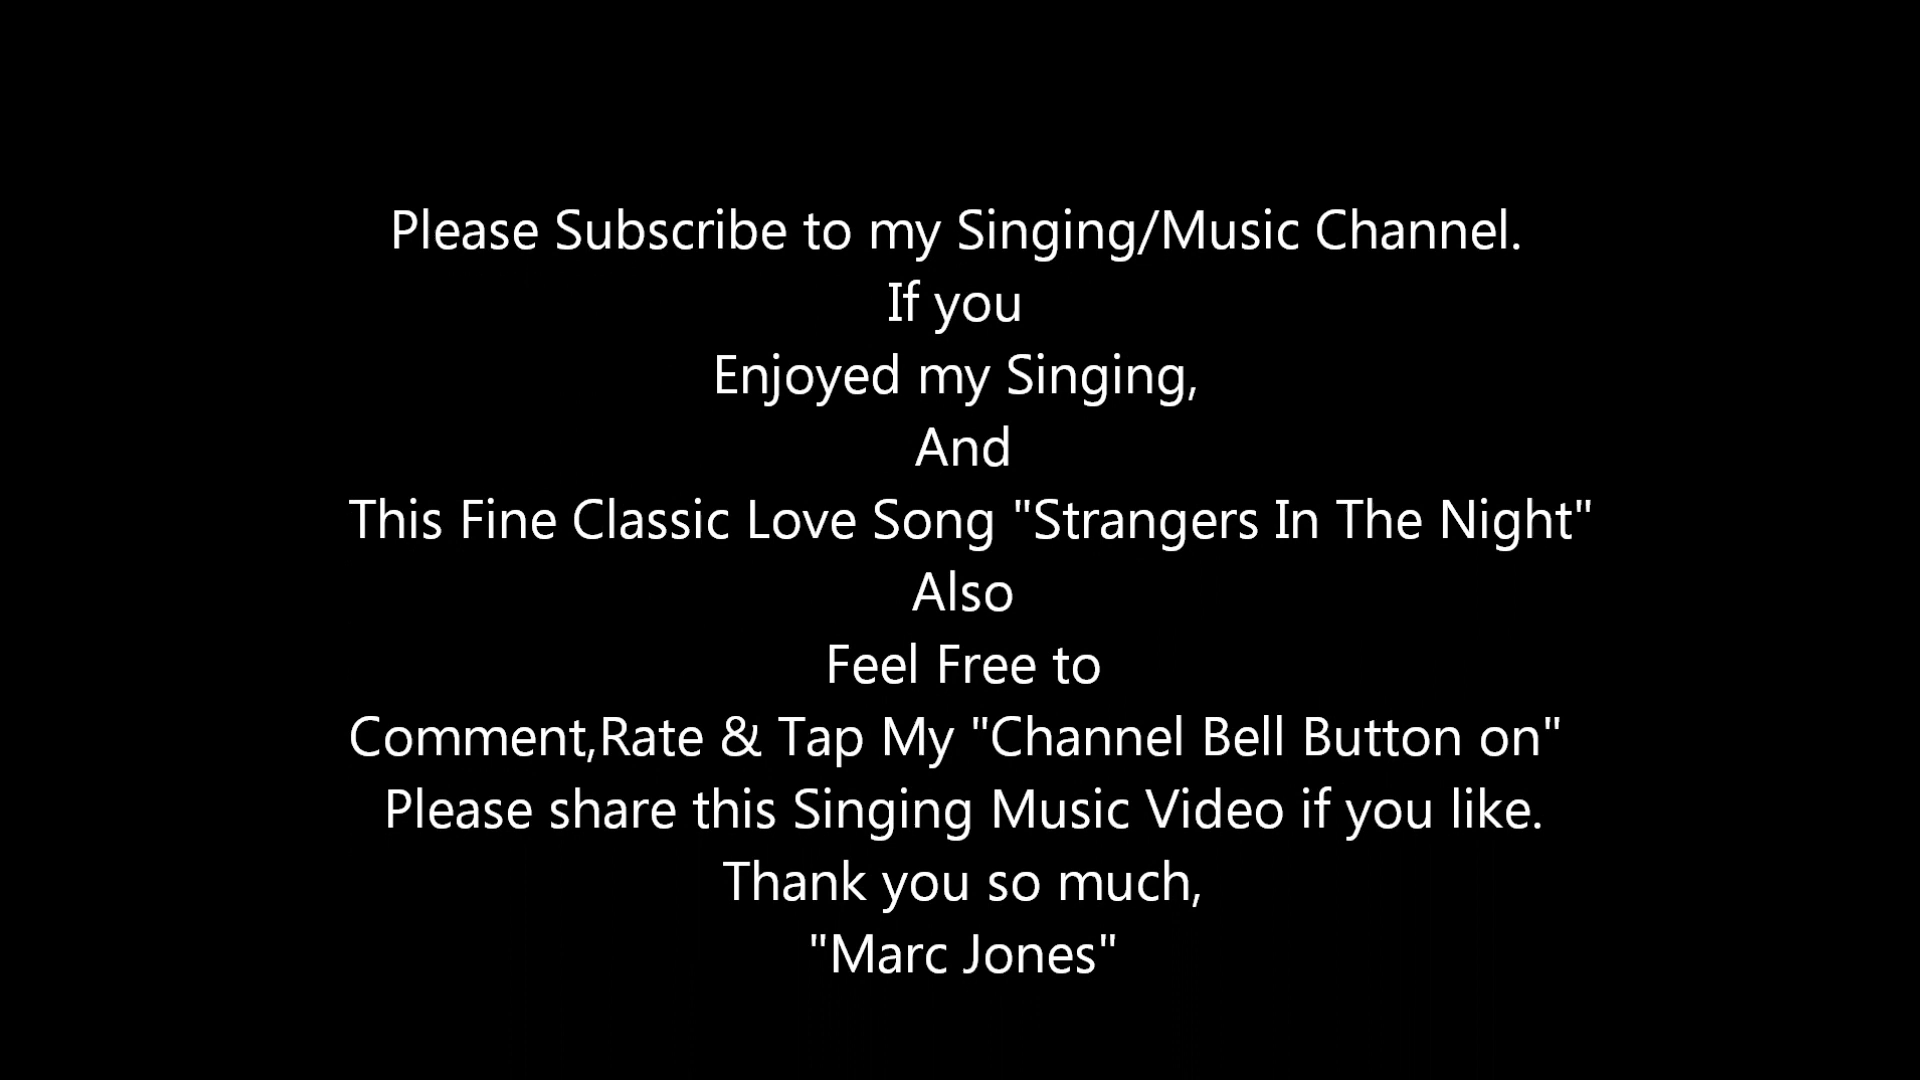 Please Subscribe to my Singing/Music Channel.
If you
Enjoyed my Singing,
And
This Fine Classic Love Song "Strangers In The Night"
Also
Feel Free to
Comment,Rate & Tap My "Channel Bell Button on"
Please share this Singing Music Video if you like.
Thank you so much,
"Marc Jones"